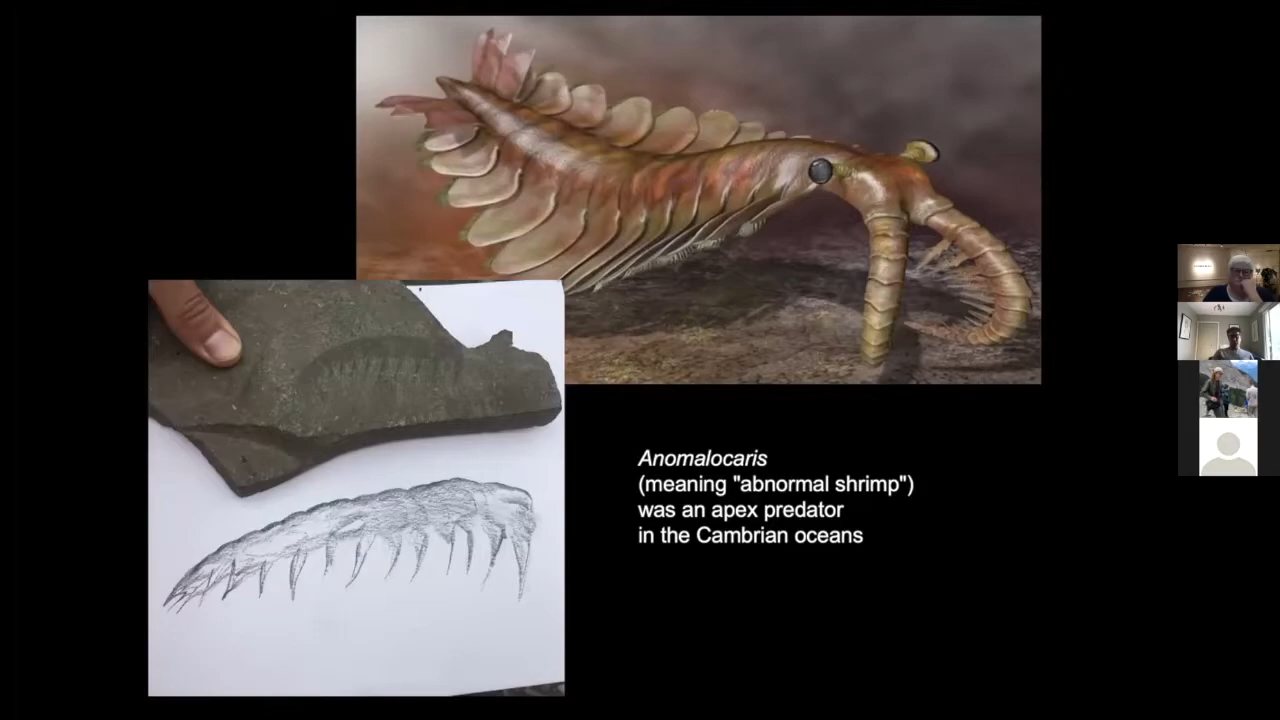 Anomalocaris
(meaning "abnormal shrimp")
was an apex predator
in the Cambrian oceans